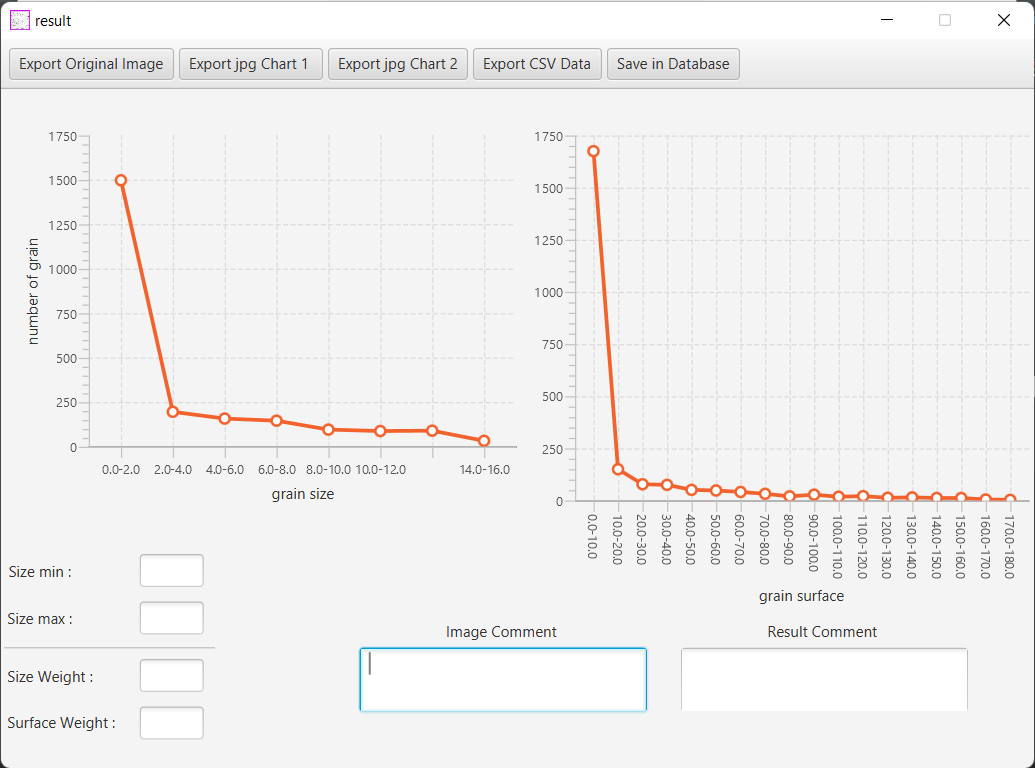 result
Export Original Image Export jpg Chart 1 Export jpg Chart 2 Export CSV Data Save in Database
1750
1500
1250
1000
750
500
250
0
number of grain
0.0-2.0 2.0-4.0 4.0-6.0 6.0-8.0 8.0-10.0 10.0-12.0 14.0-16.0
grain size
1750
1500
1250
1000
750
500
250
0
0.0-10.0
10.0-20.0
20.0-30.0
30.0-40.0
40.0-50.0
50.0-60.0
60.0-70.0
70.0-80.0
80.0-90.0
90.0-100.0
100.0-110.0
110.0-120.0
120.0-130.0
130.0-140.0
140.0-150.0
150.0-160.0
160.0-170.0
170.0-180.0
grain surface
Size min :
Size max :
Size Weight :
Surface Weight :
Image Comment
Result Comment